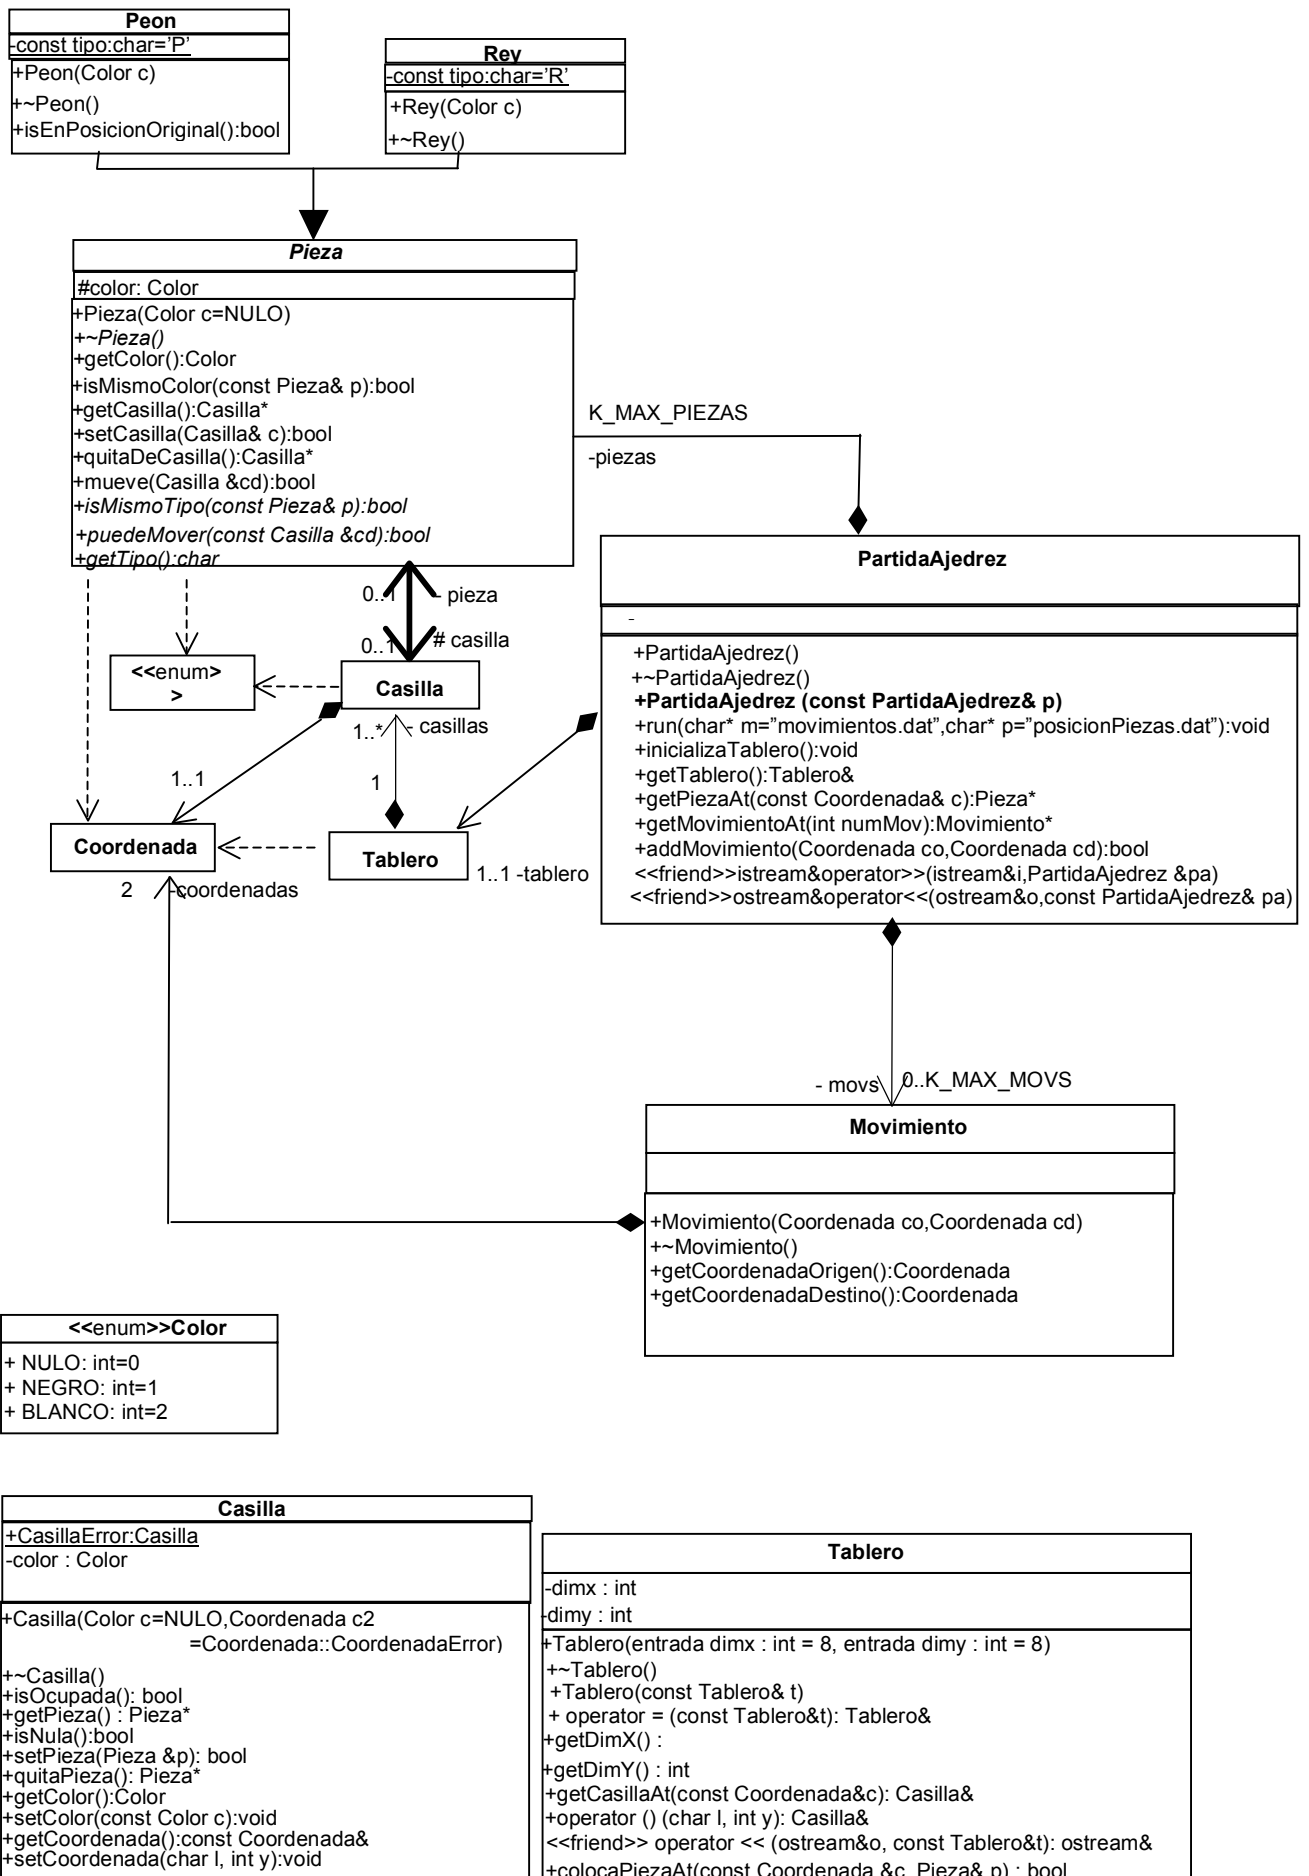 Peon
-const tipo:char=’P’
+Peon(Color c)
+~Peon()
+isEnPosicionOriginal():bool
Rey
-const tipo:char=’R’
+Rey(Color c)
+~Rey()
Pieza
#color: Color
+Pieza(Color c=NULO)
+~Pieza()
+getColor():Color
+isMismoColor(const Pieza& p):bool
+getCasilla():Casilla*
+setCasilla(Casilla& c):bool
+quitaDeCasilla():Casilla*
+mueve(Casilla &cd):bool
+isMismoTipo(const Pieza& p):bool
+puedeMover(const Casilla &cd):bool
+getTipo():char
K_MAX_PIEZAS
-piezas
PartidaAjedrez
-
+PartidaAjedrez()
+~PartidaAjedrez()
+PartidaAjedrez (const PartidaAjedrez& p)
+run(char* m=”movimientos.dat”,char* p=”posicionPiezas.dat”):void
+inicializaTablero():void
+getTablero():Tablero&
+getPiezaAt(const Coordenada& c):Pieza*
+getMovimientoAt(int numMov):Movimiento*
+addMovimiento(Coordenada co,Coordenada cd):bool
<<friend>>istream&operator>>(istream&i,PartidaAjedrez &pa)
<<friend>>ostream&operator<<(ostream&o,const PartidaAjedrez& pa)
0..1
- pieza
0..1
# casilla
<<enum>
>
Casilla
1..*
- casillas
1..1
1
Coordenada
Tablero
1..1 -tablero
2
-coordenadas
- movs
0..K_MAX_MOVS
Movimiento
+Movimiento(Coordenada co,Coordenada cd)
+~Movimiento()
+getCoordenadaOrigen():Coordenada
+getCoordenadaDestino():Coordenada
<<enum>>Color
+ NULO: int=0
+ NEGRO: int=1
+ BLANCO: int=2
Casilla
+CasillaError:Casilla
-color : Color
+Casilla(Color c=NULO,Coordenada c2
=Coordenada::CoordenadaError)
+~Casilla()
+isOcupada(): bool
+getPieza() : Pieza*
+isNula():bool
+setPieza(Pieza &p): bool
+quitaPieza(): Pieza*
+getColor():Color
+setColor(const Color c):void
+getCoordenada():const Coordenada&
+setCoordenada(char l, int y):void
Tablero
-dimx : int
-dimy : int
+Tablero(entrada dimx : int = 8, entrada dimy : int = 8)
+~Tablero()
+Tablero(const Tablero& t)
+ operator = (const Tablero&t): Tablero&
+getDimX() :
+getDimY() : int
+getCasillaAt(const Coordenada&c): Casilla&
+operator () (char l, int y): Casilla&
<<friend>> operator << (ostream&o, const Tablero&t): ostream&
+colocaPiezaAt(const Coordenada &c, Pieza& p) : bool